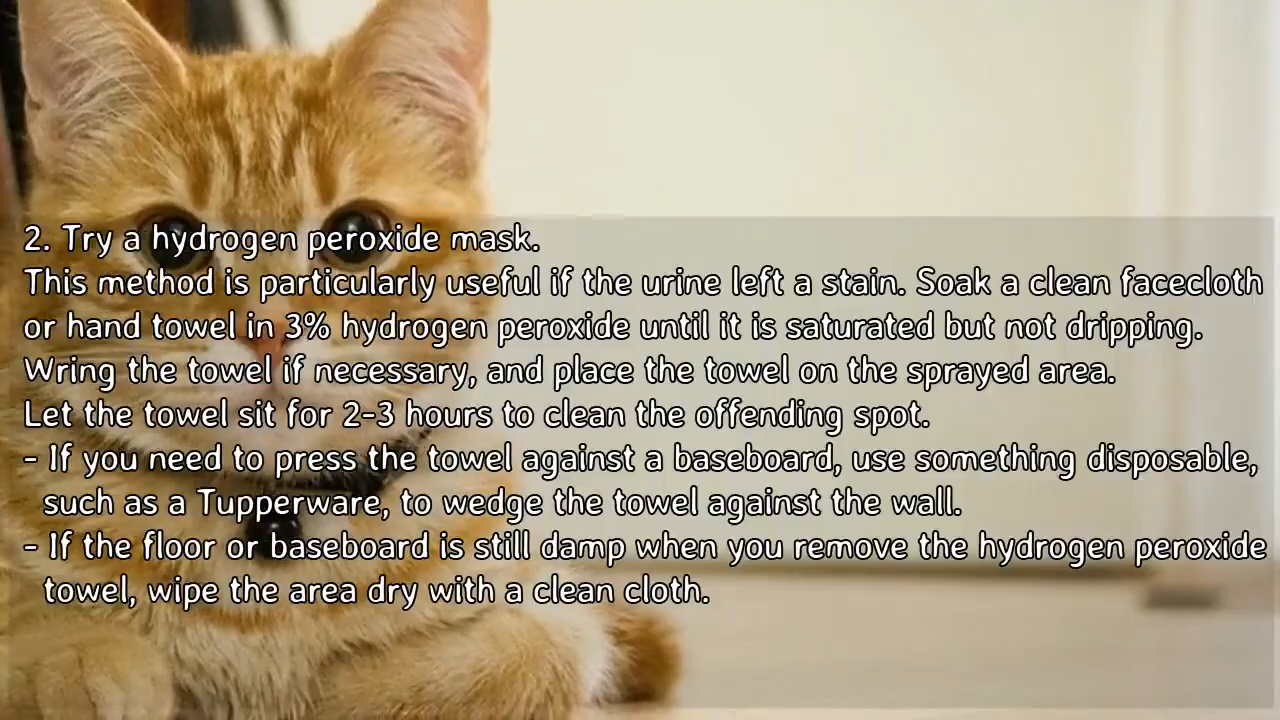 2. Try a hydrogen peroxide mask.
This method is particularly useful if the urine left a stain. Soak a clean facecloth
or hand towel in 3% hydrogen peroxide until it is saturated but not dripping.
Wring the towel if necessary, and place the towel on the sprayed area.
Let the towel sit for 2-3 hours to clean the offending spot.
- If you need to press the towel against a baseboard, use something disposable,
such as a Tupperware, to wedge the towel against the wall.
- If the floor or baseboard is still damp when you remove the hydrogen peroxide
towel, wipe the area dry with a clean cloth.